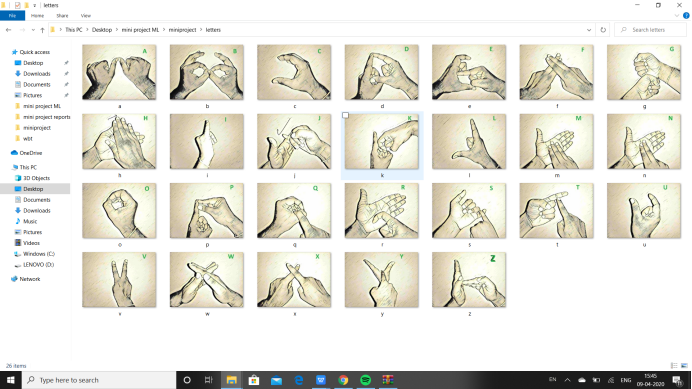 letters
File Home Share View
This PC > Desktop > mini project ML > miniproject > letters
Search letters
Quick access
Desktop
Downloads
Documents
Pictures
mini project ML
mini project reports
miniproject
wbt
OneDrive
This PC
3D Objects
Desktop
Documents
Downloads
Music
Pictures
Videos
Windows (C:)
LENOVO (D:)
Network
A B C D E F G
a b c d e f g
H I J K L M N
h i j k l m n
O P Q R S T U
o p q r s t u
V W X Y Z
v w x y z
26 items
Type here to search
EN
ENG
15:45
09-04-2020